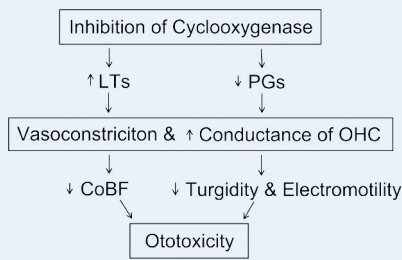 Inhibition of Cyclooxygenase
↑ LTs ↓ PGs
Vasoconstriciton & ↑ Conductance of OHC
↓ CoBF ↓ Turgidity & Electromotility
Ototoxicity